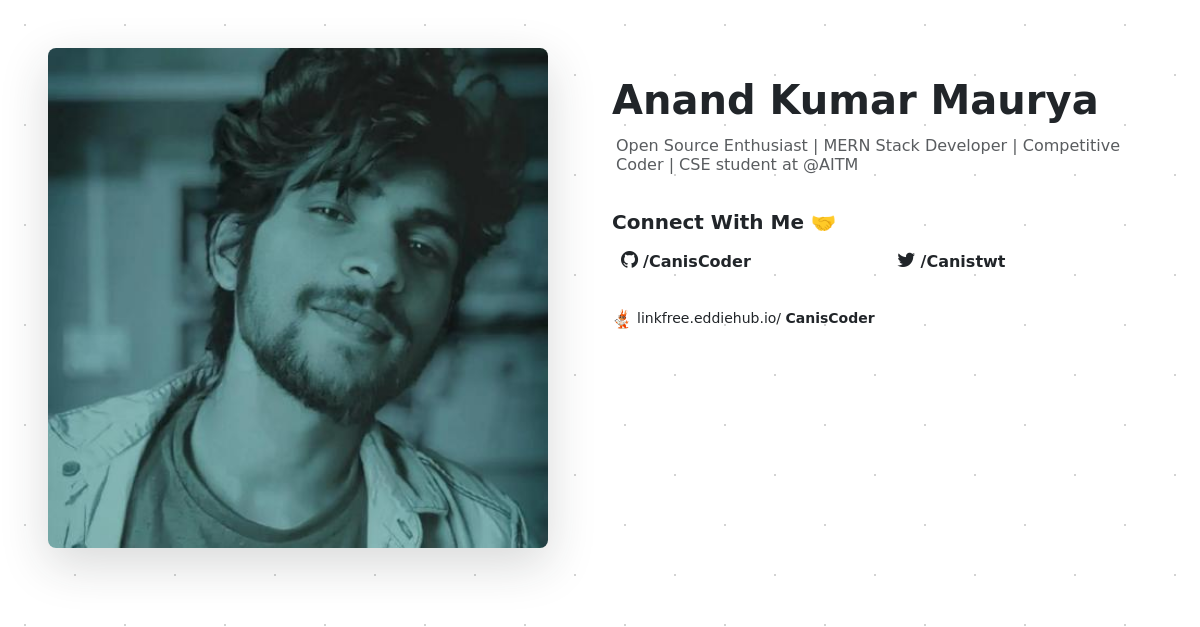 Anand Kumar Maurya
Open Source Enthusiast | MERN Stack Developer | Competitive
Coder | CSE student at @AITM
Connect With Me 🤝
/CanisCoder
/Canistwt
linkfree.eddiehub.io/ CanisCoder